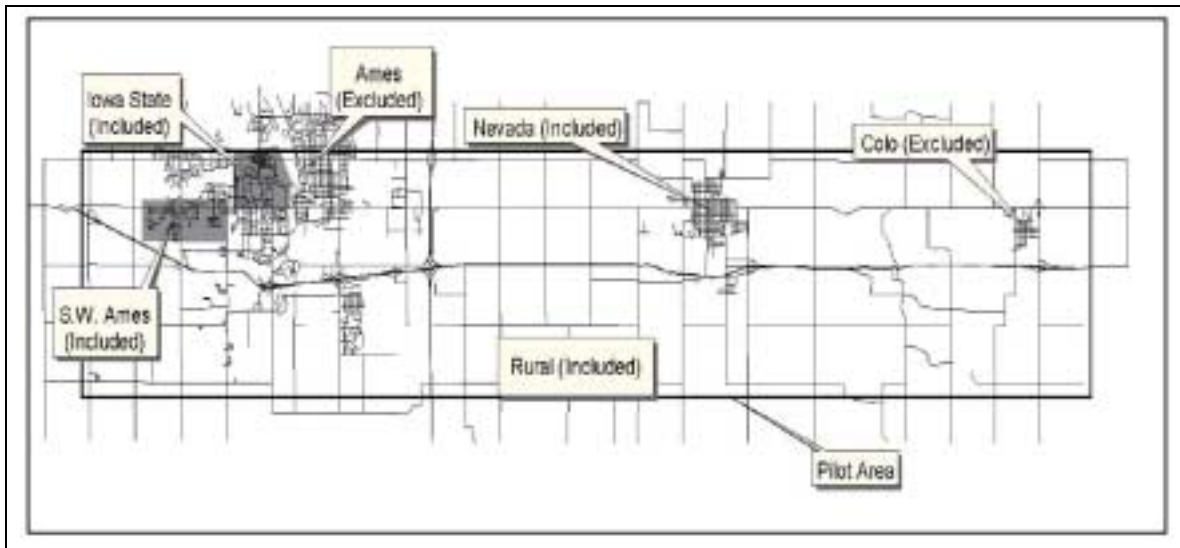 Ames
(Excluded)
Iowa State
(Included)
Nevada (Included)
Colo (Excluded)
S.W. Ames
(Included)
Rural (Included)
Pilot Area